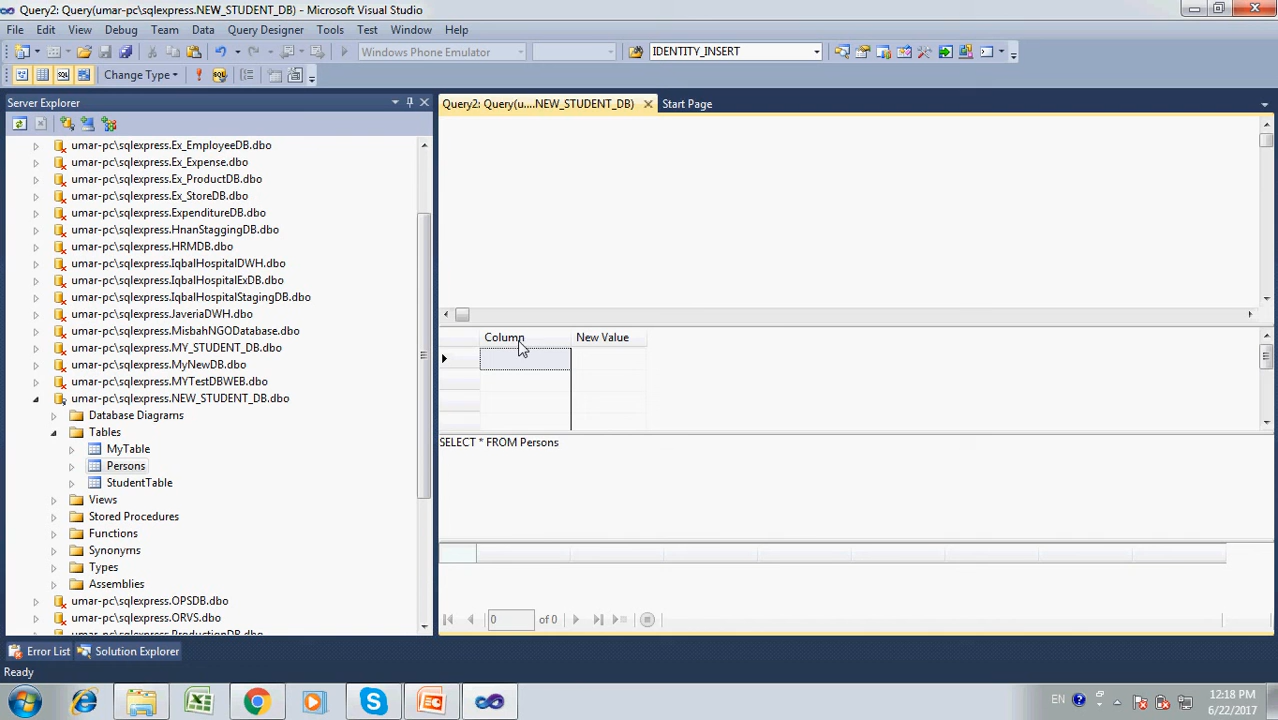 Query2: Query(umar-pc\sqlexpress.NEW_STUDENT_DB) - Microsoft Visual Studio
File Edit View Debug Team Data Query Designer Tools Test Window Help
Windows Phone Emulator IDENTITY_INSERT
Change Type
Server Explorer
Query2: Query(u....NEW_STUDENT_DB) Start Page
umar-pc\sqlexpress.Ex_EmployeeDB.dbo
umar-pc\sqlexpress.Ex_Expense.dbo
umar-pc\sqlexpress.Ex_ProductDB.dbo
umar-pc\sqlexpress.Ex_StoreDB.dbo
umar-pc\sqlexpress.ExpenditureDB.dbo
umar-pc\sqlexpress.HnanStaggingDB.dbo
umar-pc\sqlexpress.HRMDB.dbo
umar-pc\sqlexpress.IqbalHospitalDWH.dbo
umar-pc\sqlexpress.IqbalHospitalExDB.dbo
umar-pc\sqlexpress.IqbalHospitalStagingDB.dbo
umar-pc\sqlexpress.JaveriaDWH.dbo
umar-pc\sqlexpress.MisbahNGODatabase.dbo
umar-pc\sqlexpress.MY_STUDENT_DB.dbo
umar-pc\sqlexpress.MyNewDB.dbo
umar-pc\sqlexpress.MYTestDBWEB.dbo
umar-pc\sqlexpress.NEW_STUDENT_DB.dbo
Database Diagrams
Tables
MyTable
Persons
StudentTable
Views
Stored Procedures
Functions
Synonyms
Types
Assemblies
umar-pc\sqlexpress.OPSDB.dbo
umar-pc\sqlexpress.ORVS.dbo
umar-pc\sqlexpress.ProductionDB.dbo
Column New Value
SELECT * FROM Persons
0 of 0
Error List Solution Explorer
Ready
EN 12:18 PM
6/22/2017